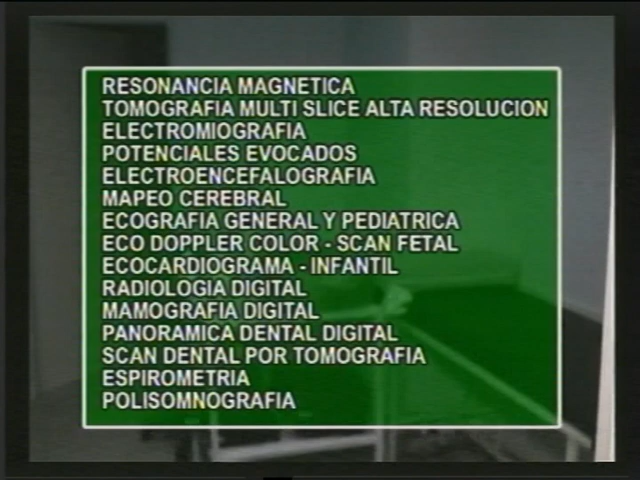 RESONANCIA MAGNETICA
TOMOGRAFIA MULTI SLICE ALTA RESOLUCION
ELECTROMIOGRAFIA
POTENCIALES EVOCADOS
ELECTROENCEFALOGRAFIA
MAPEO CEREBRAL
ECOGRAFIA GENERAL Y PEDIATRICA
ECO DOPPLER COLOR - SCAN FETAL
ECOCARDIOGRAMA - INFANTIL
RADIOLOGIA DIGITAL
MAMOGRAFIA DIGITAL
PANORAMICA DENTAL DIGITAL
SCAN DENTAL POR TOMOGRAFIA
ESPIROMETRIA
POLISOMNOGRAFIA